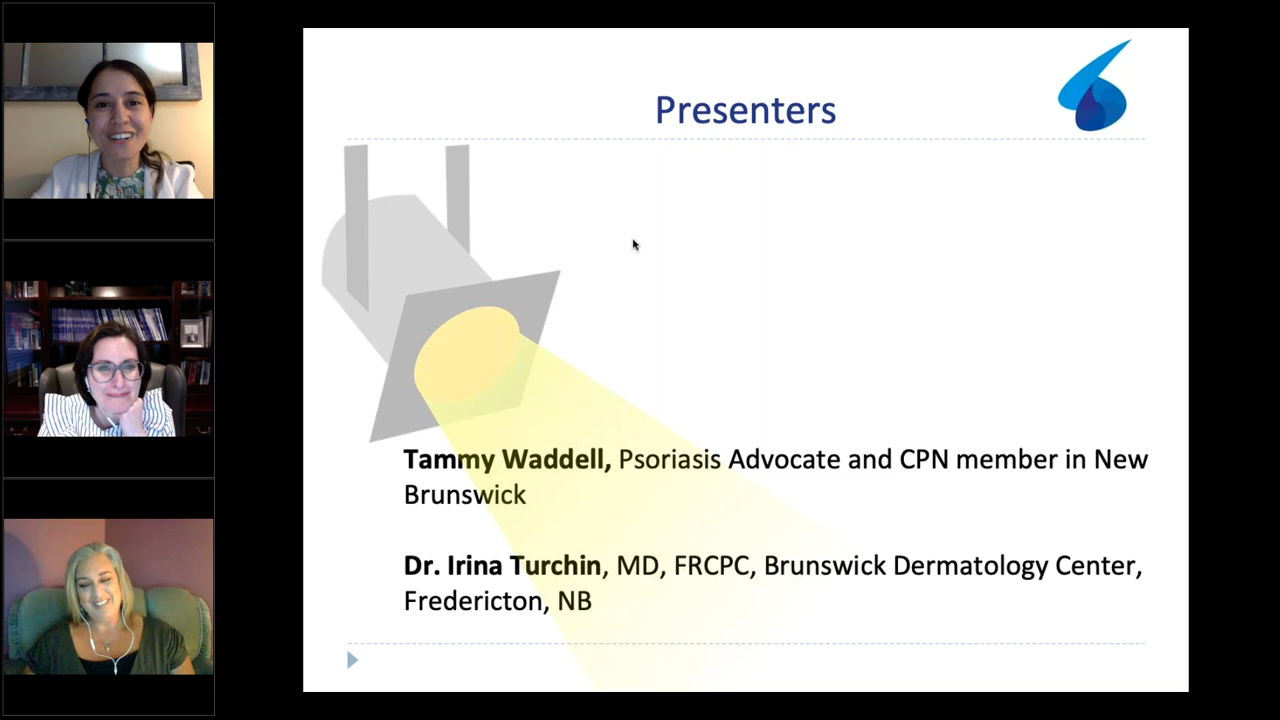 Presenters
Tammy Waddell, Psoriasis Advocate and CPN member in New
Brunswick
Dr. Irina Turchin, MD, FRCPC, Brunswick Dermatology Center,
Fredericton, NB